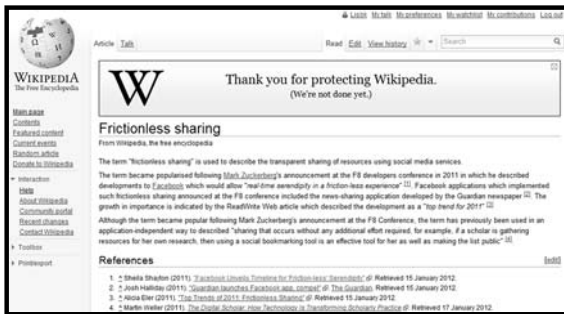 Login My talk My preferences My watchlist My contributions Log out
Article Talk
Read Edit View history
Search
WIKIPEDIA
The Free Encyclopedia
W
Thank you for protecting Wikipedia.
(We're not done yet.)
Main page
Contents
Featured content
Current events
Random article
Donate to Wikipedia
Interaction
Help
About Wikipedia
Community portal
Recent changes
Contact Wikipedia
Toolbox
Print/export
Frictionless sharing
From Wikipedia, the free encyclopedia
The term "frictionless sharing" is used to describe the transparent sharing of resources using social media services.
The term became popularised following Mark Zuckerberg's announcement at the F8 developers conference in 2011 in which he described
developments to Facebook which would allow "real-time serendipity in a friction-less experience" [1]. Facebook applications which implemented
such frictionless sharing announced at the F8 conference included the news-sharing application developed by the Guardian newspaper [2]. The
growth in importance is indicated by the ReadWrite Web article which described the development as a "top trend for 2011" [3]
Although the term became popular following Mark Zuckerberg's announcement at the F8 Conference, the term has previously been used in an
application-independent way to described "sharing that occurs without any additional effort required, for example, if a scholar is gathering
resources for her own research, then using a social bookmarking tool is an effective tool for her as well as making the list public" [4].
References [edit]
1. ^ Sheila Shayton (2011). "Facebook Unveils Timeline for Friction-less Serendipity". Retrieved 15 January 2012.
2. ^ Josh Halliday (2011). "Guardian launches Facebook app, compel". The Guardian. Retrieved 15 January 2012.
3. ^ Alicia Eler (2011). "Top Trends of 2011: Frictionless Sharing". Retrieved 15 January 2012.
4. ^ Martin Weller (2011). The Digital Scholar: How Technology is Transforming Scholarly Practice. Retrieved 17 January 2012.